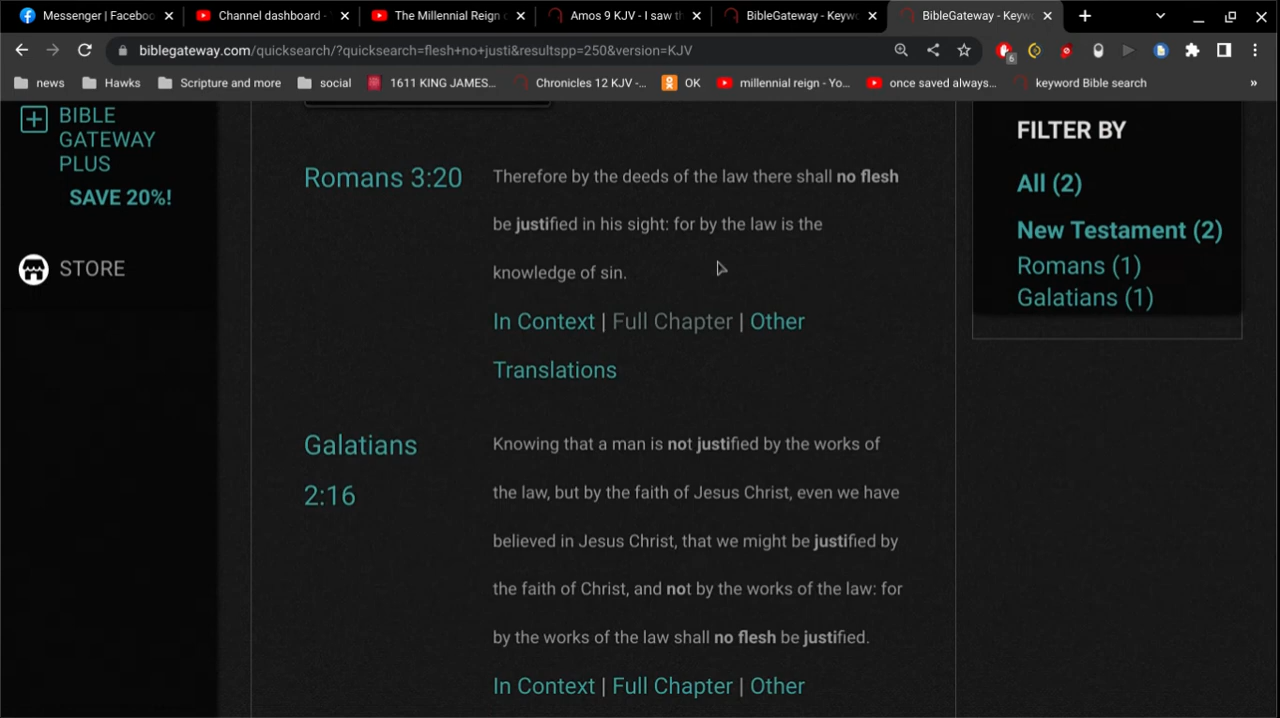 Messenger | Faceboo
Channel dashboard -
The Millennial Reign o
Amos 9 KJV - I saw th
BibleGateway - Keywo
BibleGateway - Keyw
biblegateway.com/quicksearch/?quicksearch=flesh+no+justi&resultspp=250&version=KJV
6
news
Hawks
Scripture and more
social
1611 KING JAMES...
Chronicles 12 KJV -...
OK
millennial reign - Yo...
once saved always...
keyword Bible search
»
BIBLE
GATEWAY
PLUS
SAVE 20%!
STORE
Romans 3:20
Therefore by the deeds of the law there shall no flesh
be justified in his sight: for by the law is the
knowledge of sin.
In Context | Full Chapter | Other
Translations
Galatians
2:16
Knowing that a man is not justified by the works of
the law, but by the faith of Jesus Christ, even we have
believed in Jesus Christ, that we might be justified by
the faith of Christ, and not by the works of the law: for
by the works of the law shall no flesh be justified.
In Context | Full Chapter | Other
FILTER BY
All (2)
New Testament (2)
Romans (1)
Galatians (1)